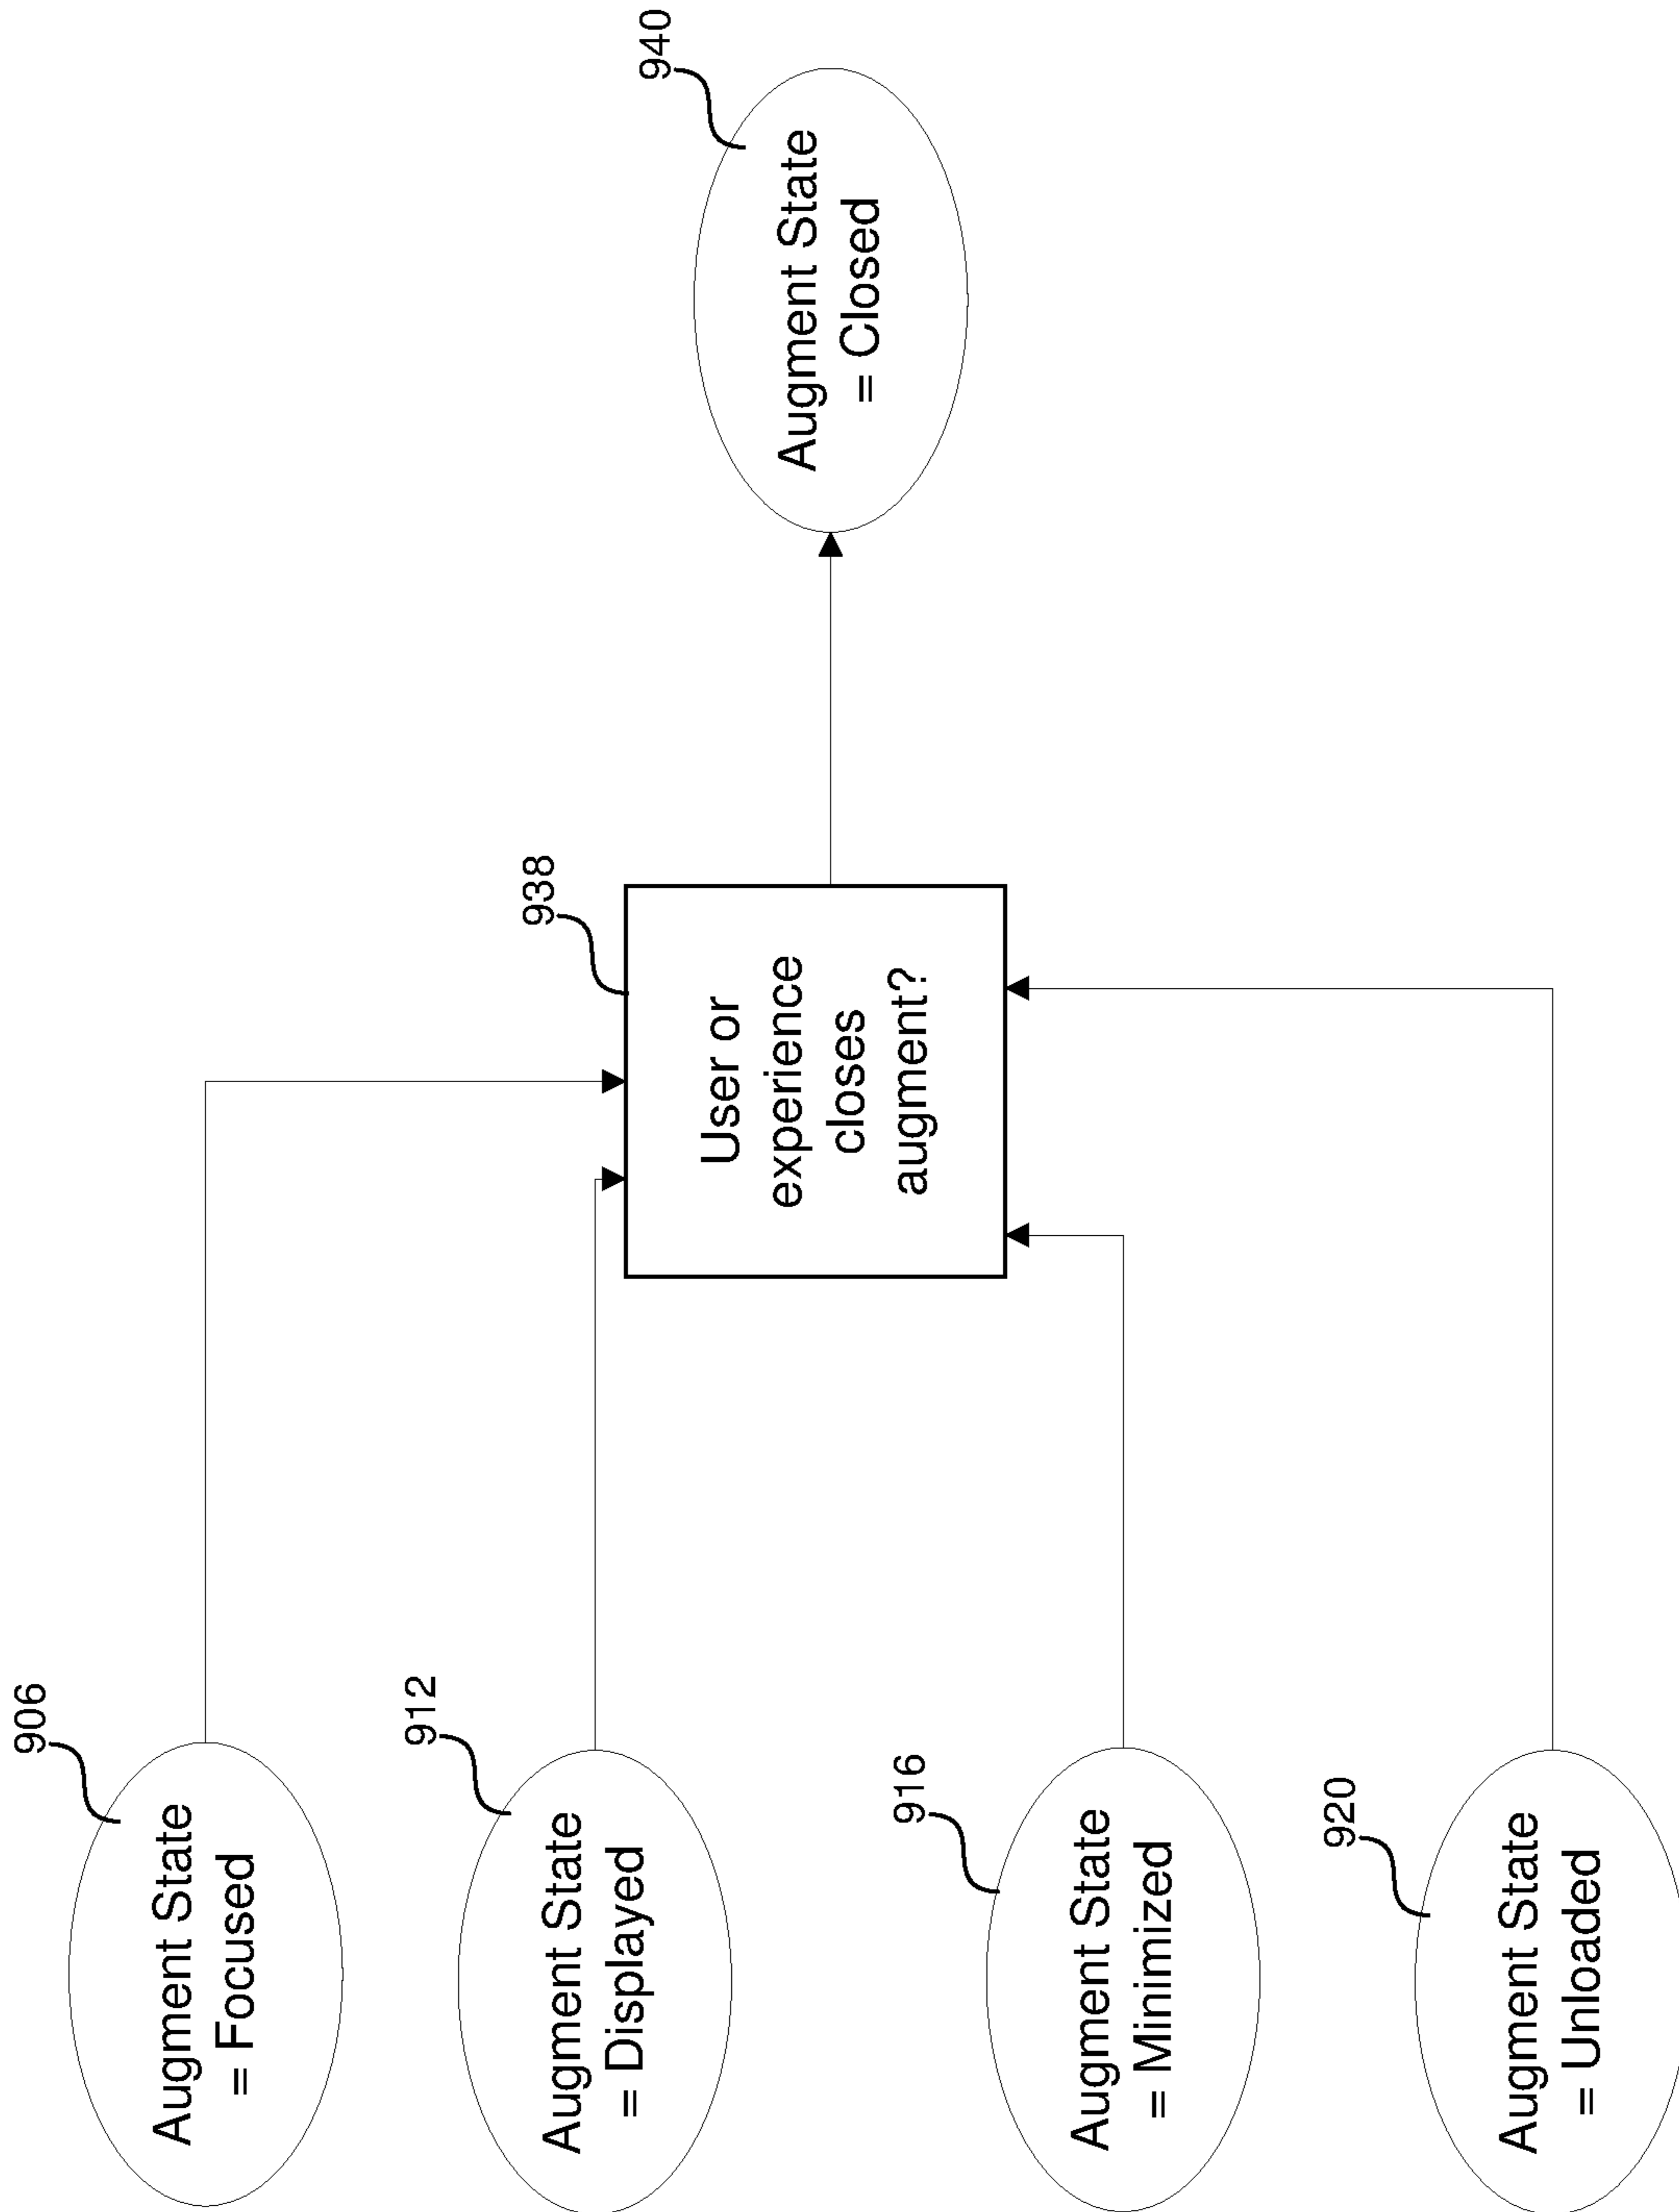 906
Augment State
= Focused
912
Augment State
= Displayed
916
Augment State
= Minimized
920
Augment State
= Unloaded
938
User or
experience
closes
augment?
940
Augment State
= Closed